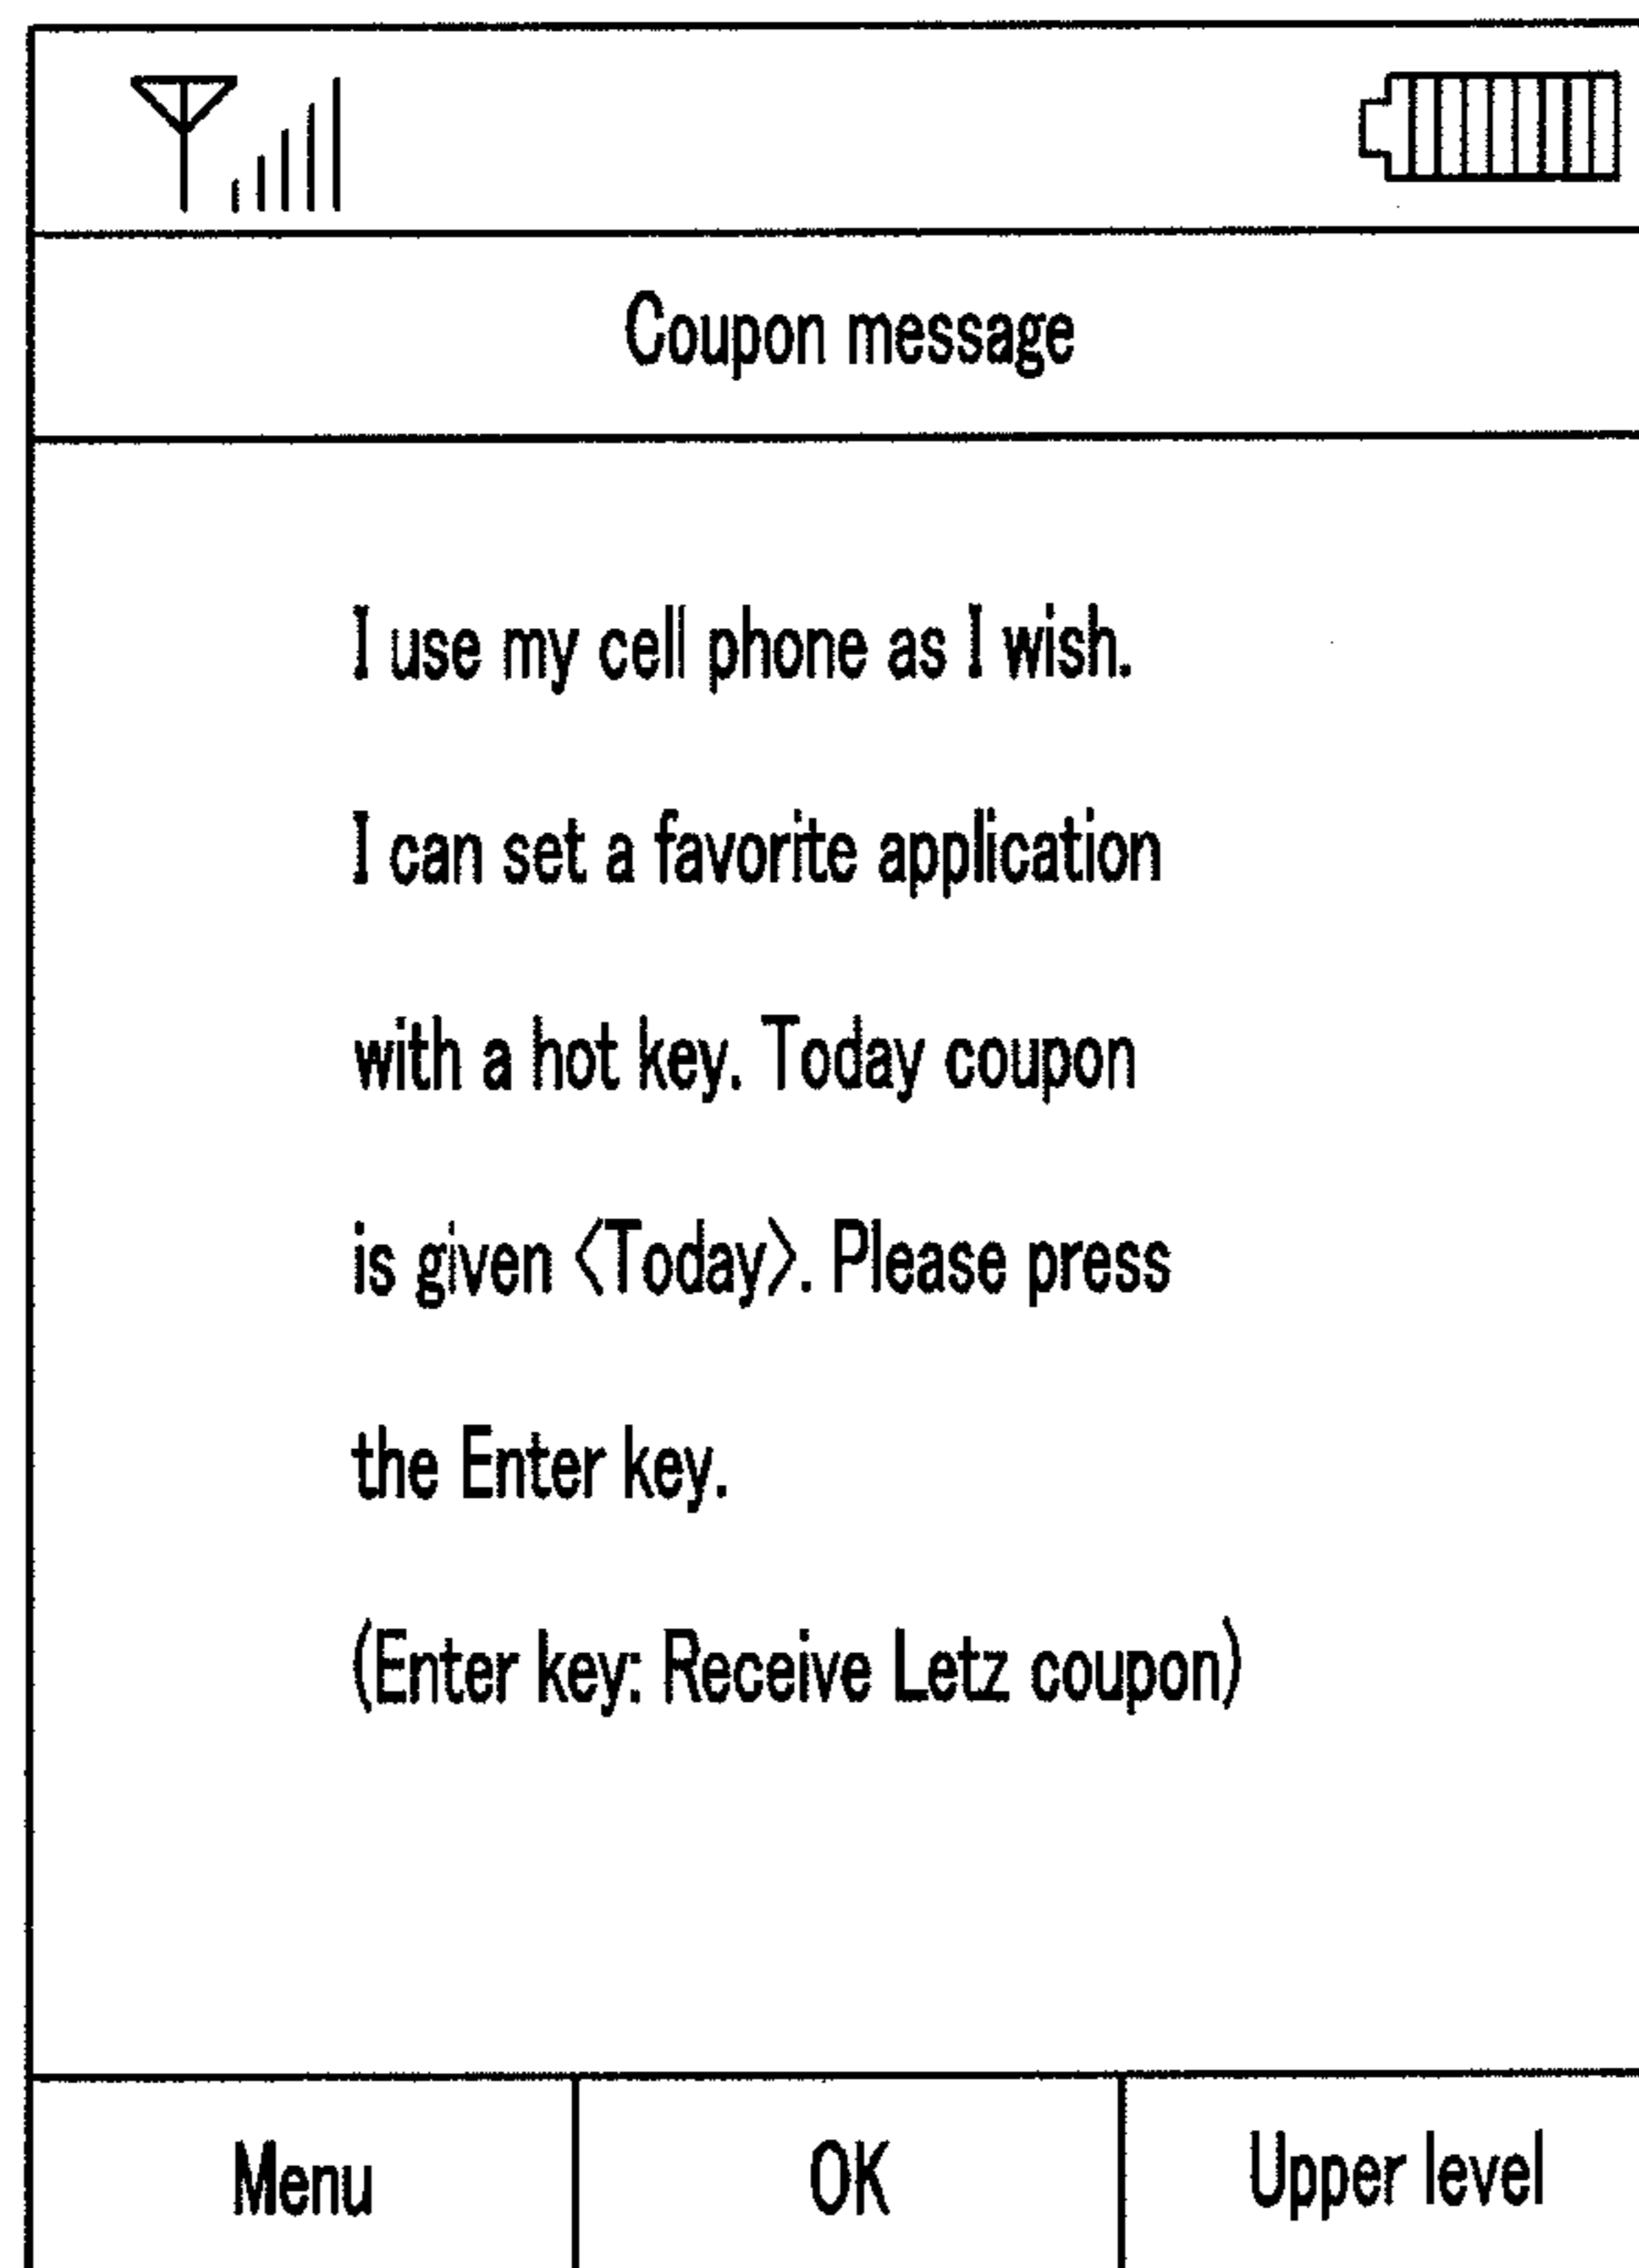 Coupon message
I use my cell phone as I wish.
I can set a favorite application
with a hot key. Today coupon
is given <Today>. Please press
the Enter key.
(Enter key: Receive Letz coupon)
Menu
OK
Upper level